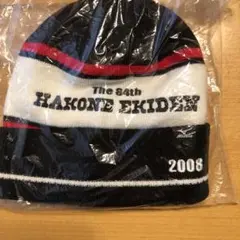 The 84th
HAKONE EKIDEN
2008